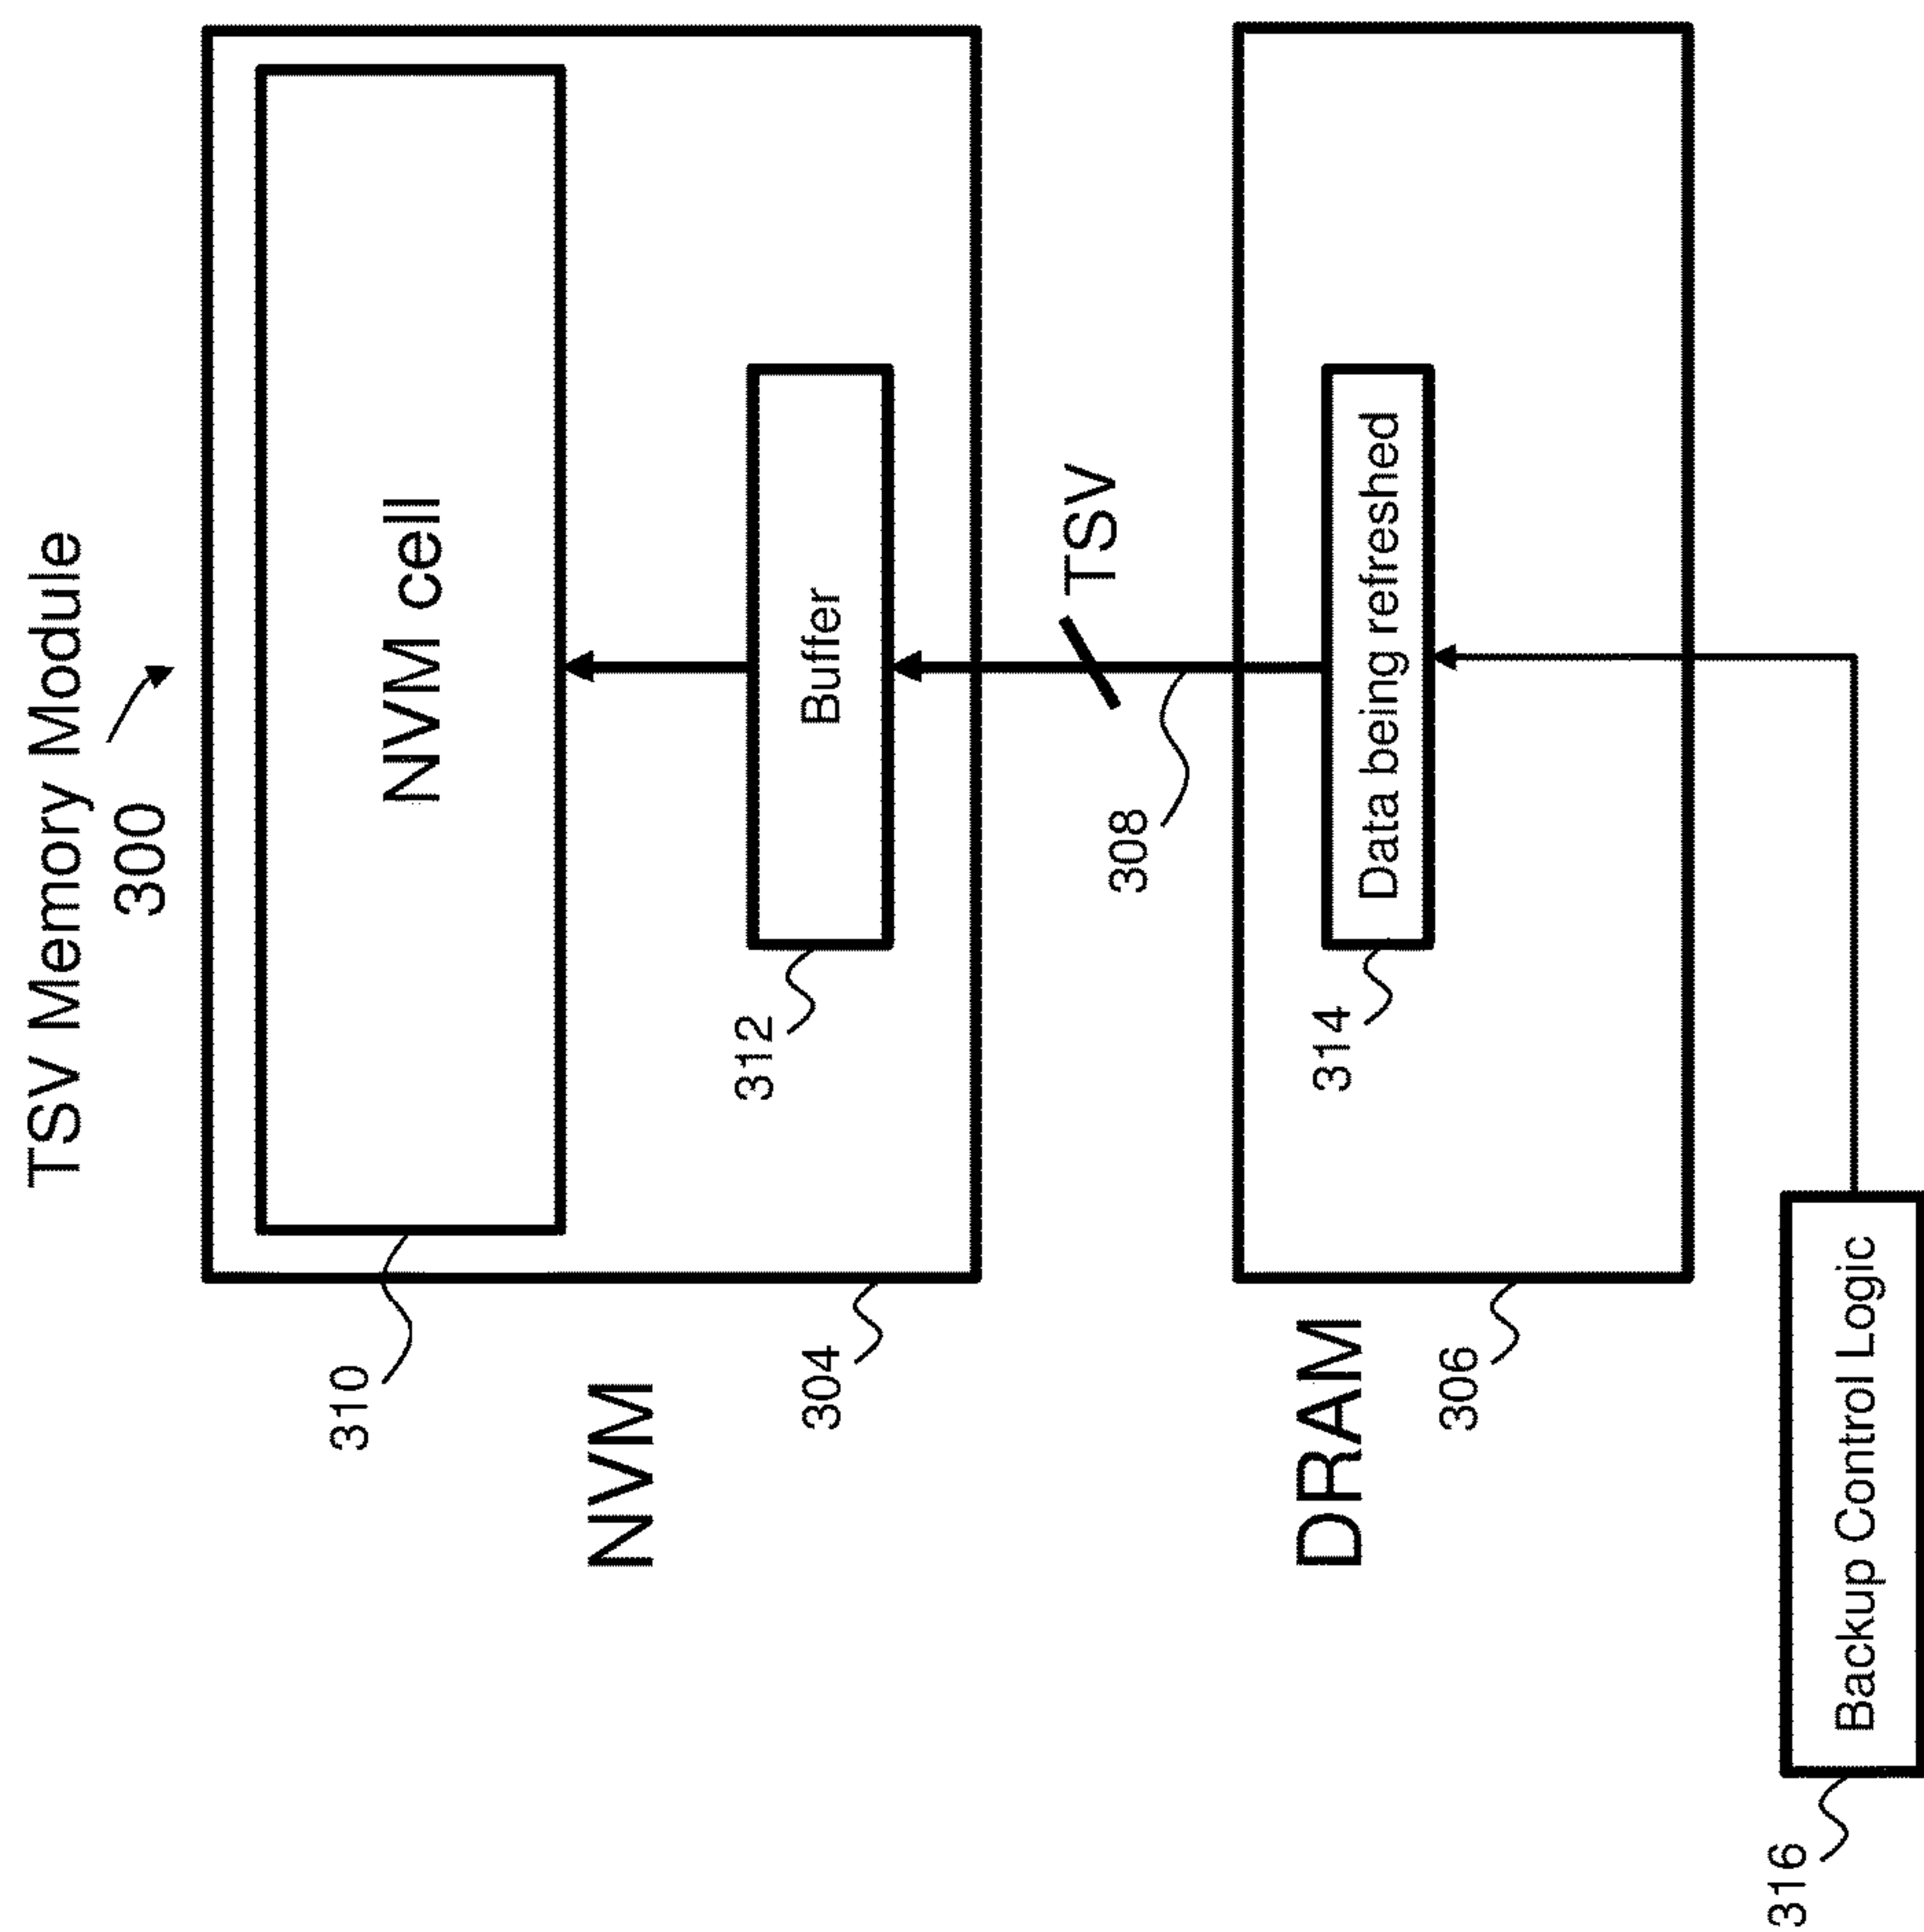 TSV Memory Module
300
NVM cell
310
NVM
304
Buffer
312
TSV
308
DRAM
306
Data being refreshed
314
Backup Control Logic
316